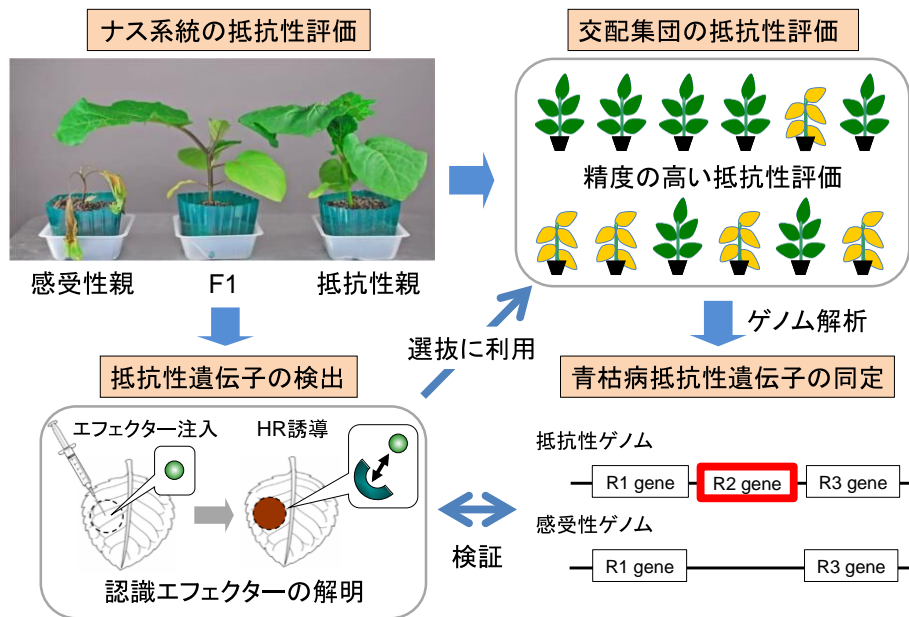 ナス系統の抵抗性評価
感受性親
F1
抵抗性親
交配集団の抵抗性評価
精度の高い抵抗性評価
ゲノム解析
選抜に利用
抵抗性遺伝子の検出
エフェクター注入
HR誘導
認識エフェクターの解明
検証
青枯病抵抗性遺伝子の同定
抵抗性ゲノム
R1 gene
R2 gene
R3 gene
感受性ゲノム
R1 gene
R3 gene